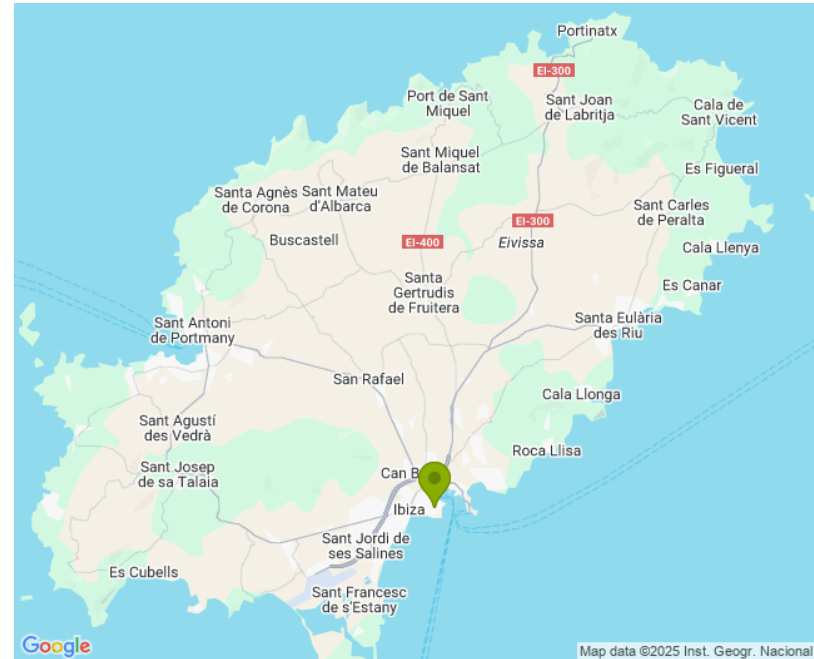 Portinatx
EI-300
Port de Sant
Miquel
Sant Joan
de Labritja
Cala de
Sant Vicent
Sant Miquel
de Balansat
Es Figueral
Santa Agnès
de Corona
Sant Mateu
d'Albarca
Sant Carles
de Peralta
EI-300
Buscastell
EI-400
Eivissa
Cala Llenya
Santa
Gertrudis
de Fruitera
Es Canar
Sant Antoni
de Portmany
Santa Eulària
des Riu
San Rafael
Cala Llonga
Sant Agustí
des Vedrà
Roca Llisa
Sant Josep
de sa Talaia
Can B
Ibiza
Sant Jordi de
ses Salines
Es Cubells
Sant Francesc
de s'Estany
Google
Map data ©2025 Inst. Geogr. Nacional